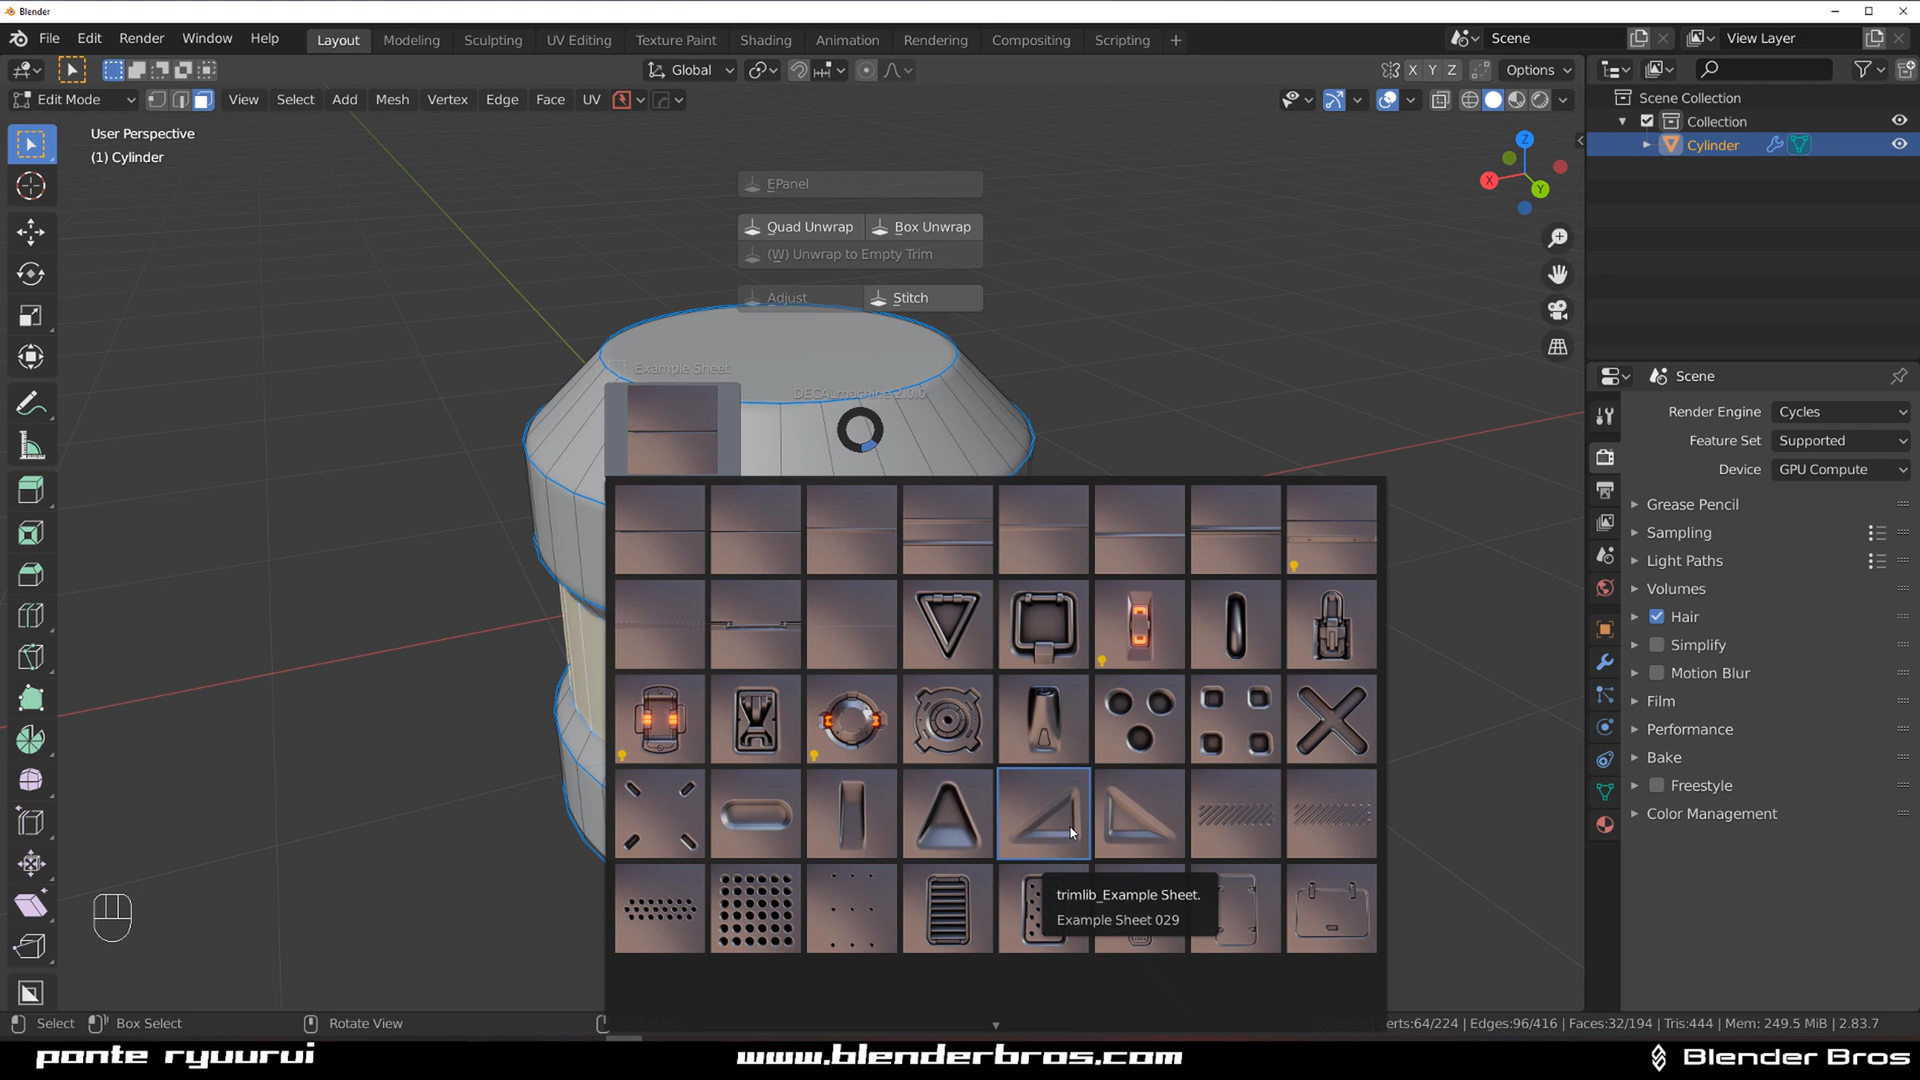 Blender
File Edit Render Window Help Layout Modeling Sculpting UV Editing Texture Paint Shading Animation Rendering Compositing Scripting + Scene View Layer
Global X Y Z Options
Edit Mode View Select Add Mesh Vertex Edge Face UV
User Perspective
(1) Cylinder
Scene Collection
Collection
Cylinder
Z
X
Y
EPanel
Quad Unwrap Box Unwrap
(W) Unwrap to Empty Trim
Adjust Stitch
Example Sheet
DECALmachine 2.0.0
Scene
Render Engine Cycles
Feature Set Supported
Device GPU Compute
Grease Pencil
Sampling
Light Paths
Volumes
Hair
Simplify
Motion Blur
Film
Performance
Bake
Freestyle
Color Management
trimlib_Example Sheet.
Example Sheet 029
Select Box Select Rotate View
erts:64/224 | Edges:96/416 | Faces:32/194 | Tris:444 | Mem: 249.5 MiB | 2.83.7
ponte ryuurui www.blenderbros.com Blender Bros